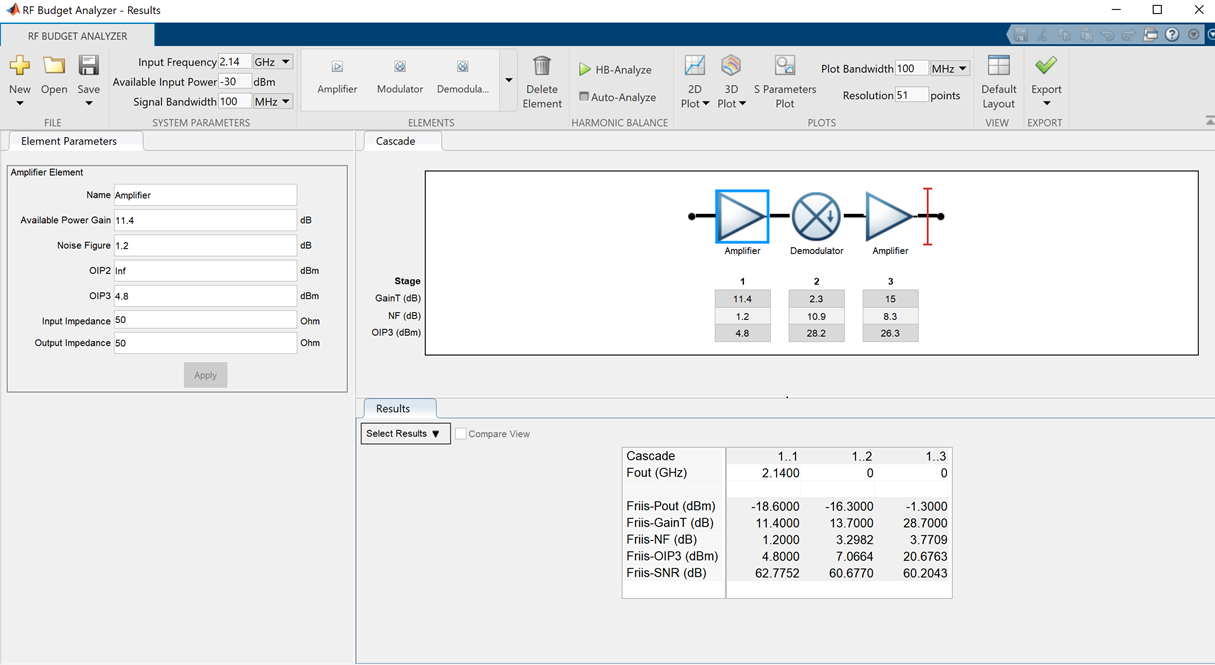 RF Budget Analyzer - Results
RF BUDGET ANALYZER
New
Open
Save
FILE
Input Frequency 2.14 GHz
Available Input Power -30 dBm
Signal Bandwidth 100 MHz
SYSTEM PARAMETERS
Amplifier
Modulator
Demodula...
ELEMENTS
Delete
Element
HB-Analyze
Auto-Analyze
HARMONIC BALANCE
2D
Plot
3D
Plot
S Parameters
Plot
Plot Bandwidth 100 MHz
Resolution 51 points
PLOTS
Default
Layout
VIEW
Export
EXPORT
Element Parameters
Amplifier Element
Name Amplifier
Available Power Gain 11.4 dB
Noise Figure 1.2 dB
OIP2 Inf dBm
OIP3 4.8 dBm
Input Impedance 50 Ohm
Output Impedance 50 Ohm
Apply
Cascade
Amplifier Demodulator Amplifier
Stage 1 2 3
GainT (dB) 11.4 2.3 15
NF (dB) 1.2 10.9 8.3
OIP3 (dBm) 4.8 28.2 26.3
Results
Select Results ▼ Compare View
Cascade 1..1 1..2 1..3
Fout (GHz) 2.1400 0 0
Friis-Pout (dBm) -18.6000 -16.3000 -1.3000
Friis-GainT (dB) 11.4000 13.7000 28.7000
Friis-NF (dB) 1.2000 3.2982 3.7709
Friis-OIP3 (dBm) 4.8000 7.0664 20.6763
Friis-SNR (dB) 62.7752 60.6770 60.2043